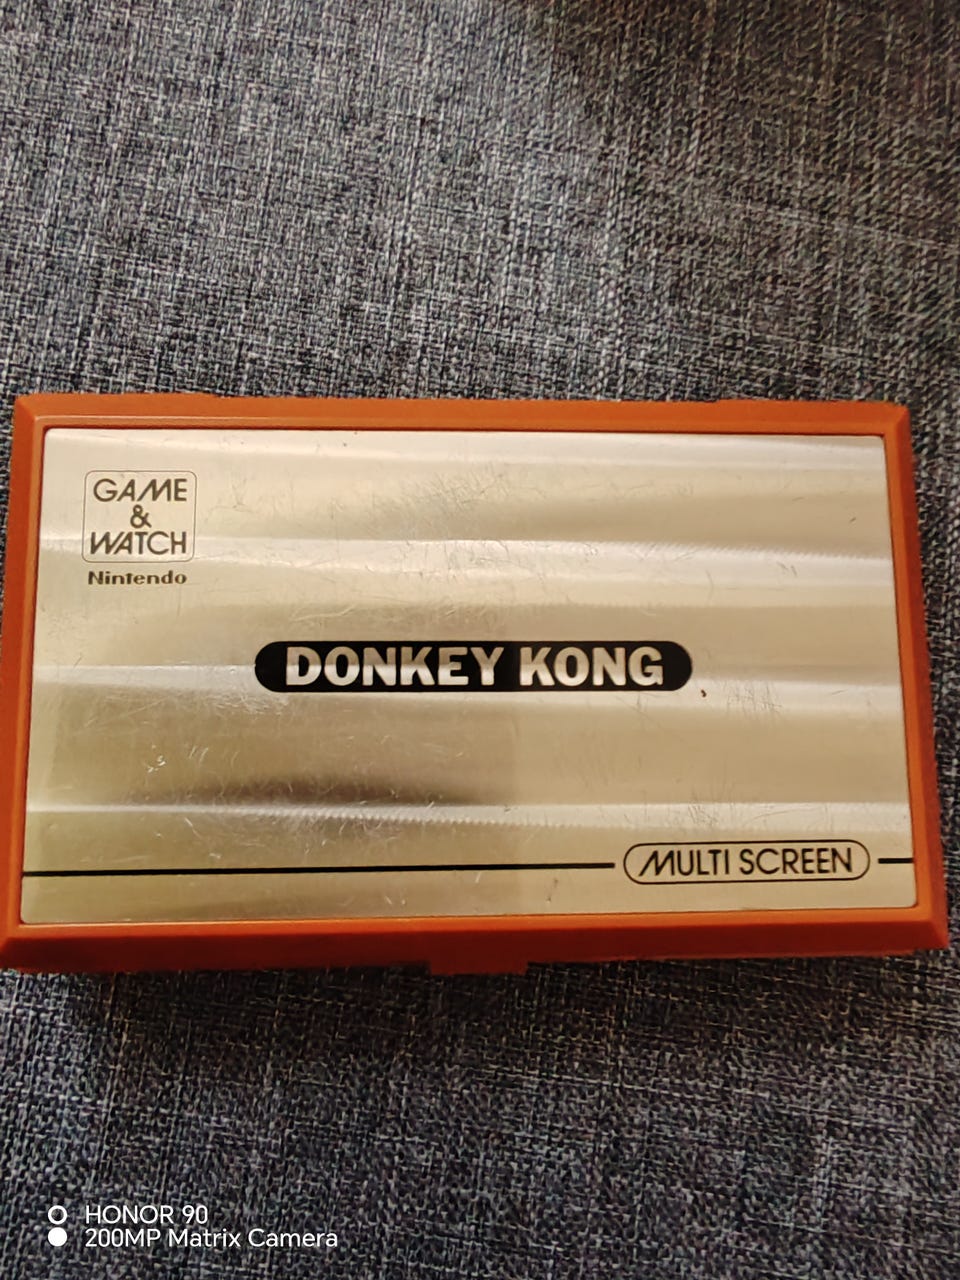 GAME
&
WATCH
Nintendo
DONKEY KONG
MULTI SCREEN
HONOR 90
200MP Matrix Camera